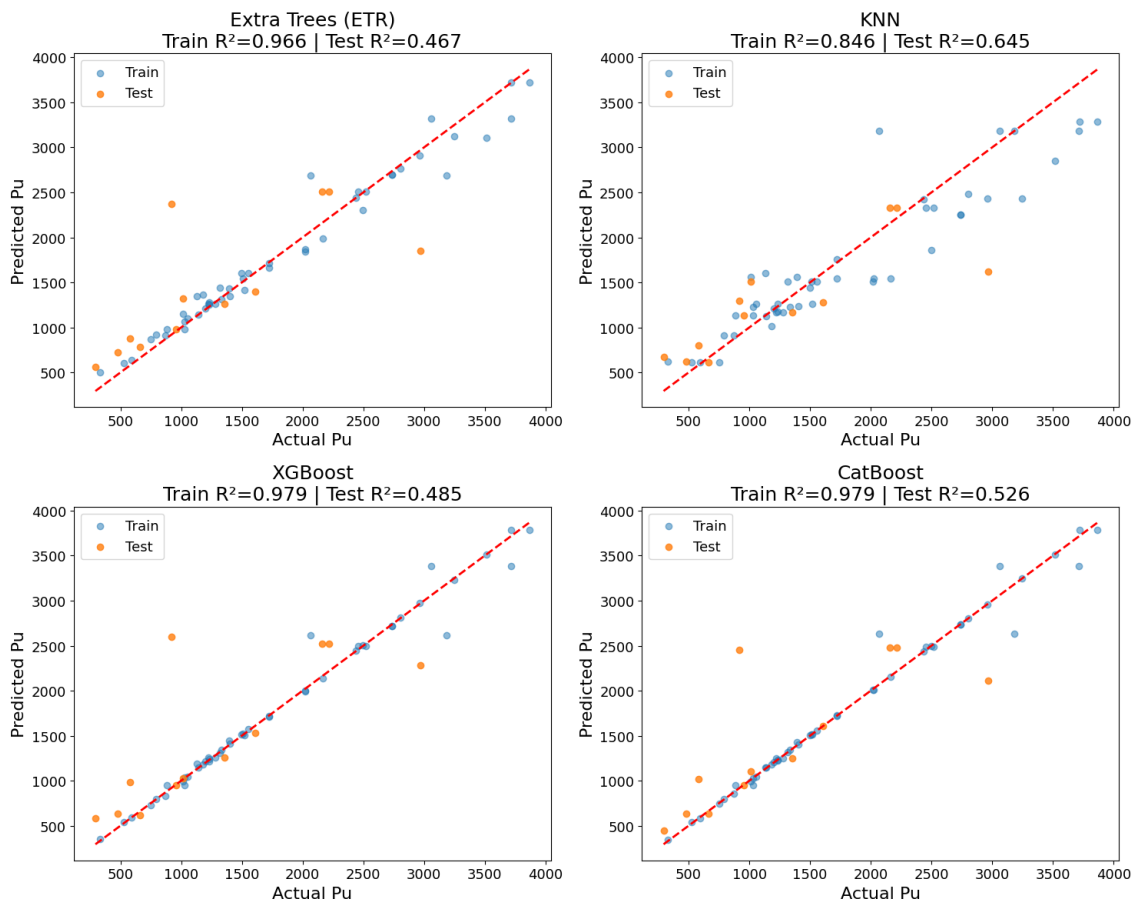 Extra Trees (ETR)
Train R²=0.966 | Test R²=0.467
4000
3500
3000
2500
2000
1500
1000
500
Predicted Pu
Train
Test
500 1000 1500 2000 2500 3000 3500 4000
Actual Pu
KNN
Train R²=0.846 | Test R²=0.645
4000
3500
3000
2500
2000
1500
1000
500
Predicted Pu
Train
Test
500 1000 1500 2000 2500 3000 3500 4000
Actual Pu
XGBoost
Train R²=0.979 | Test R²=0.485
4000
3500
3000
2500
2000
1500
1000
500
Predicted Pu
Train
Test
500 1000 1500 2000 2500 3000 3500 4000
Actual Pu
CatBoost
Train R²=0.979 | Test R²=0.526
4000
3500
3000
2500
2000
1500
1000
500
Predicted Pu
Train
Test
500 1000 1500 2000 2500 3000 3500 4000
Actual Pu